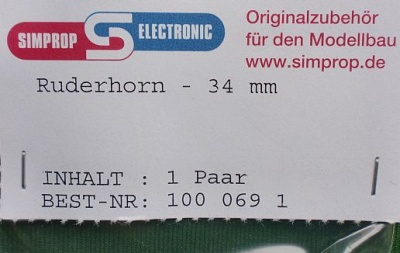 SIMPROP ELECTRONIC
Originalzubehör
für den Modellbau
www.simprop.de
Ruderhorn - 34 mm
INHALT : 1 Paar
BEST-NR: 100 069 1